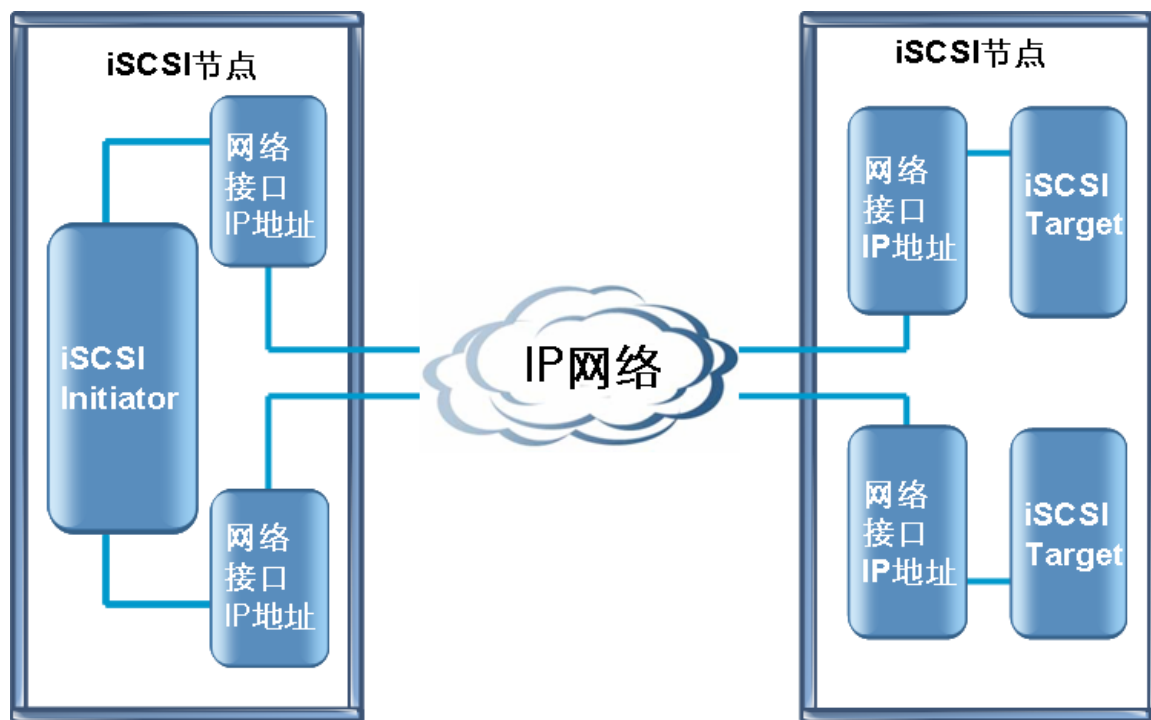 iSCSI节点
网络
接口
IP地址
iSCSI
Initiator
网络
接口
IP地址
IP网络
iSCSI节点
网络
接口
IP地址
iSCSI
Target
网络
接口
IP地址
iSCSI
Target